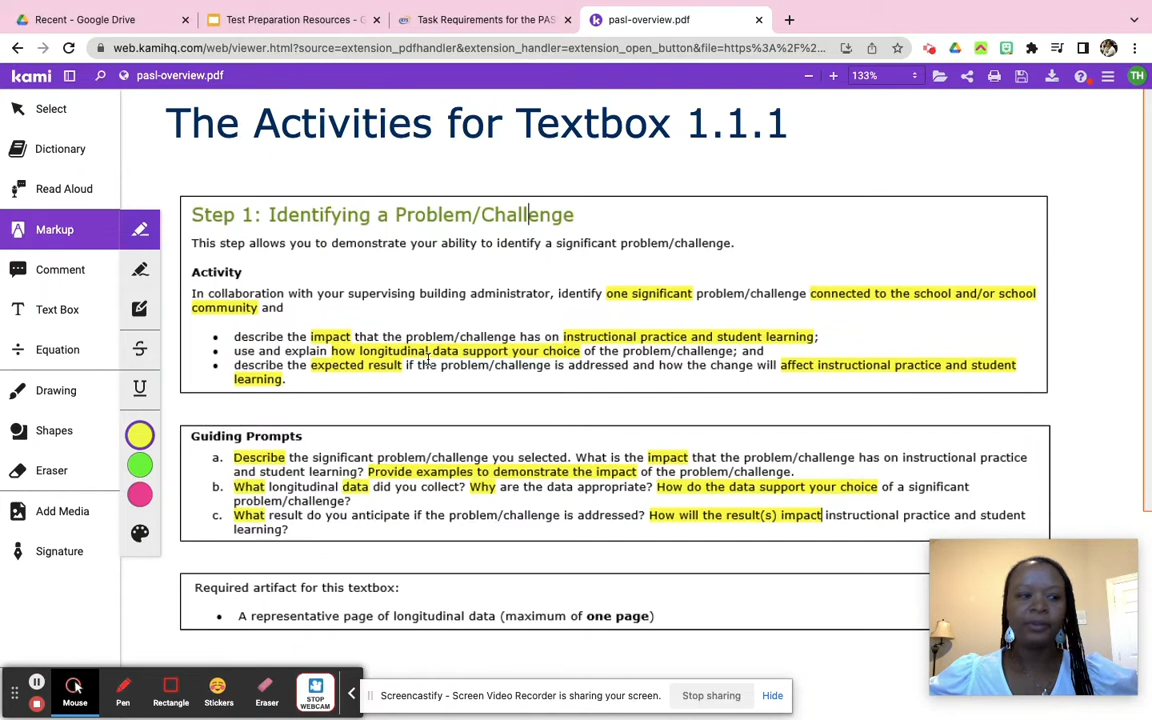 Recent - Google Drive
Test Preparation Resources - G
Task Requirements for the PAS
pasl-overview.pdf
web.kamihq.com/web/viewer.html?source=extension_pdfhandler&extension_handler=extension_open_button&file=https%3A%2F%2...
kami
pasl-overview.pdf
133%
TH
Select
Dictionary
Read Aloud
Markup
Comment
Text Box
Equation
Drawing
Shapes
Eraser
Add Media
Signature
The Activities for Textbox 1.1.1
Step 1: Identifying a Problem/Challenge
This step allows you to demonstrate your ability to identify a significant problem/challenge.
Activity
In collaboration with your supervising building administrator, identify one significant problem/challenge connected to the school and/or school
community and
• describe the impact that the problem/challenge has on instructional practice and student learning;
• use and explain how longitudinal data support your choice of the problem/challenge; and
• describe the expected result if the problem/challenge is addressed and how the change will affect instructional practice and student
learning.
Guiding Prompts
a. Describe the significant problem/challenge you selected. What is the impact that the problem/challenge has on instructional practice
and student learning? Provide examples to demonstrate the impact of the problem/challenge.
b. What longitudinal data did you collect? Why are the data appropriate? How do the data support your choice of a significant
problem/challenge?
c. What result do you anticipate if the problem/challenge is addressed? How will the result(s) impact instructional practice and student
learning?
Required artifact for this textbox:
• A representative page of longitudinal data (maximum of one page)
Mouse
Pen
Rectangle
Stickers
Eraser
STOP
WEBCAM
Screencastify - Screen Video Recorder is sharing your screen.
Stop sharing
Hide